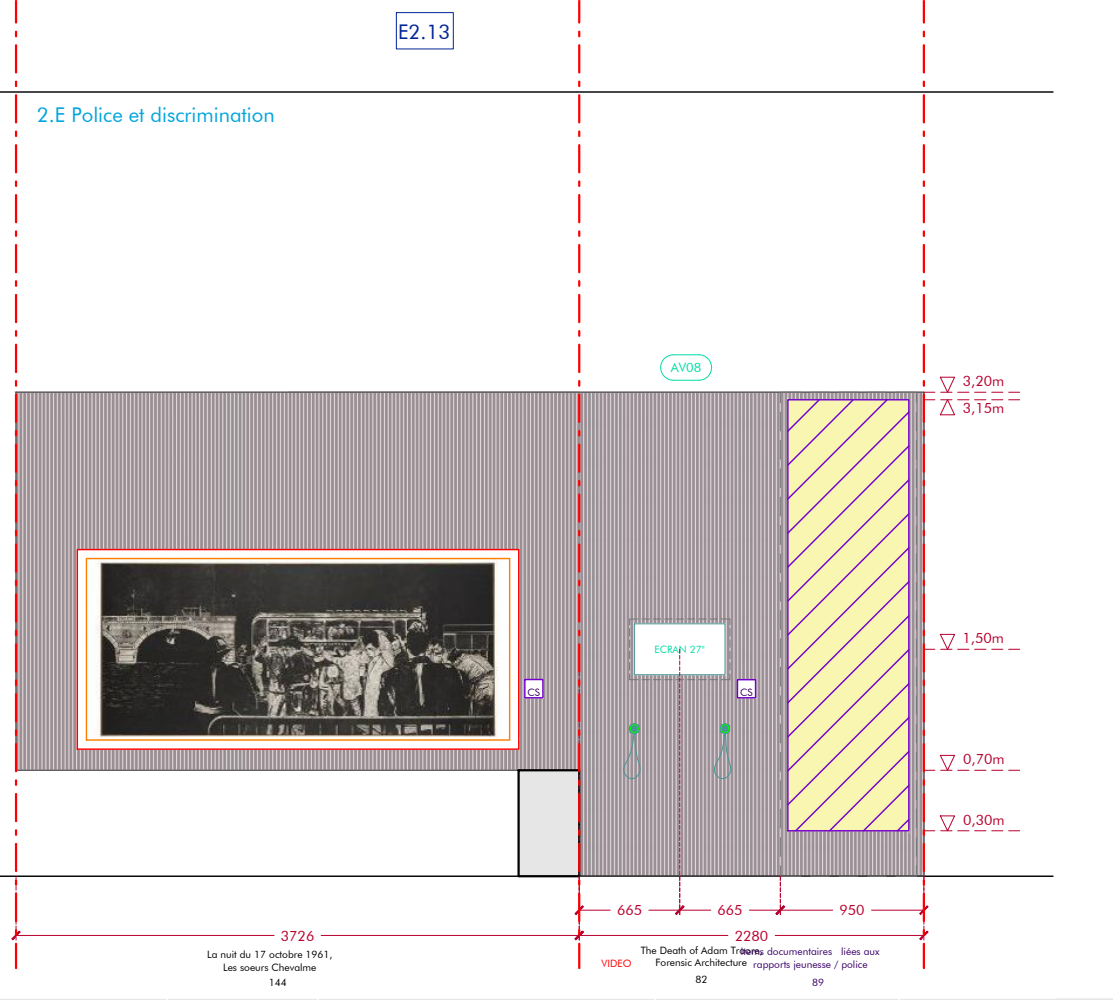 E2.13
2.E Police et discrimination
AV08
3,20m
3,15m
ECRAN 27"
1,50m
CS
CS
0,70m
0,30m
665
665
950
3726
2280
La nuit du 17 octobre 1961,
Les soeurs Chevalme
144
VIDEO
The Death of Adam Traore,
Forensic Architecture
82
items documentaires liées aux
rapports jeunesse / police
89